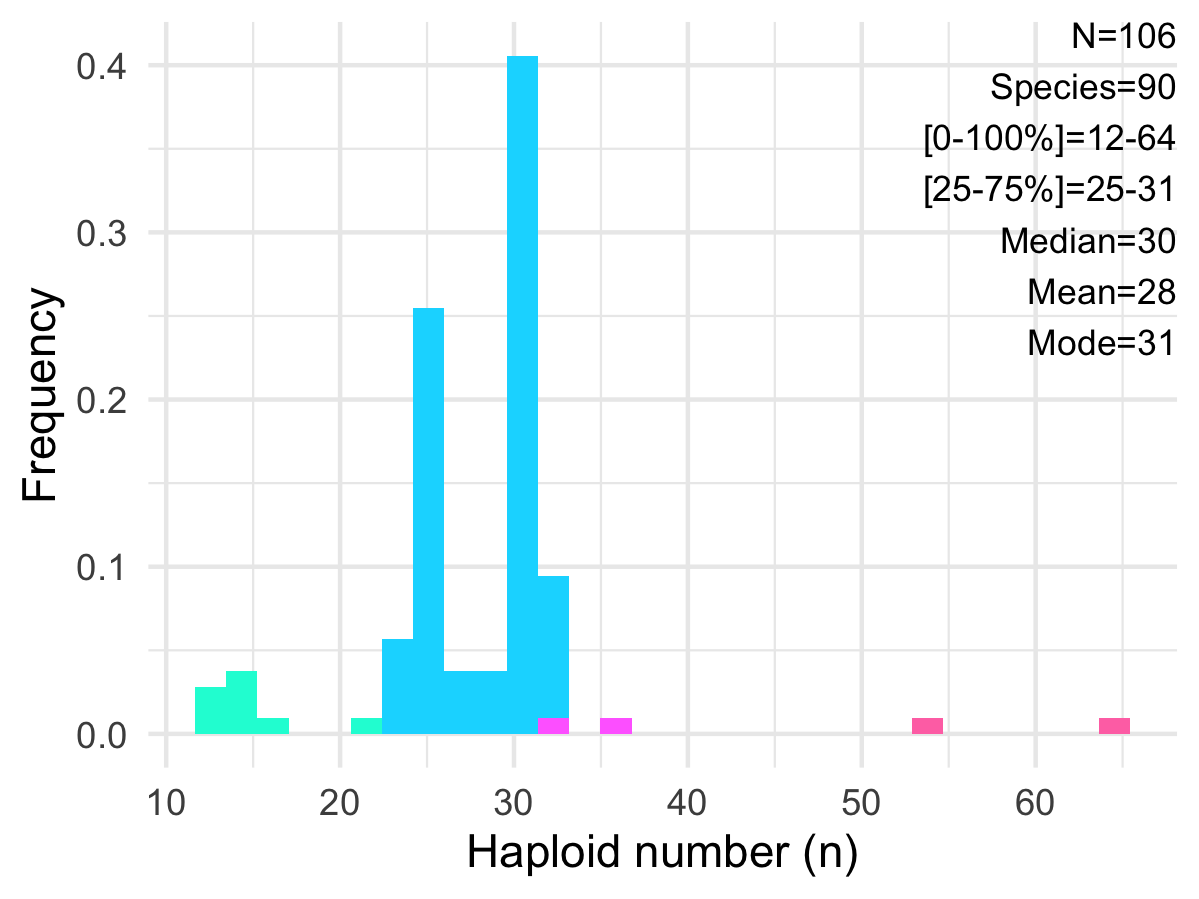 N=106
Species=90
[0-100%]=12-64
[25-75%]=25-31
Median=30
Mean=28
Mode=31
Frequency
0.4
0.3
0.2
0.1
0.0
10 20 30 40 50 60
Haploid number (n)